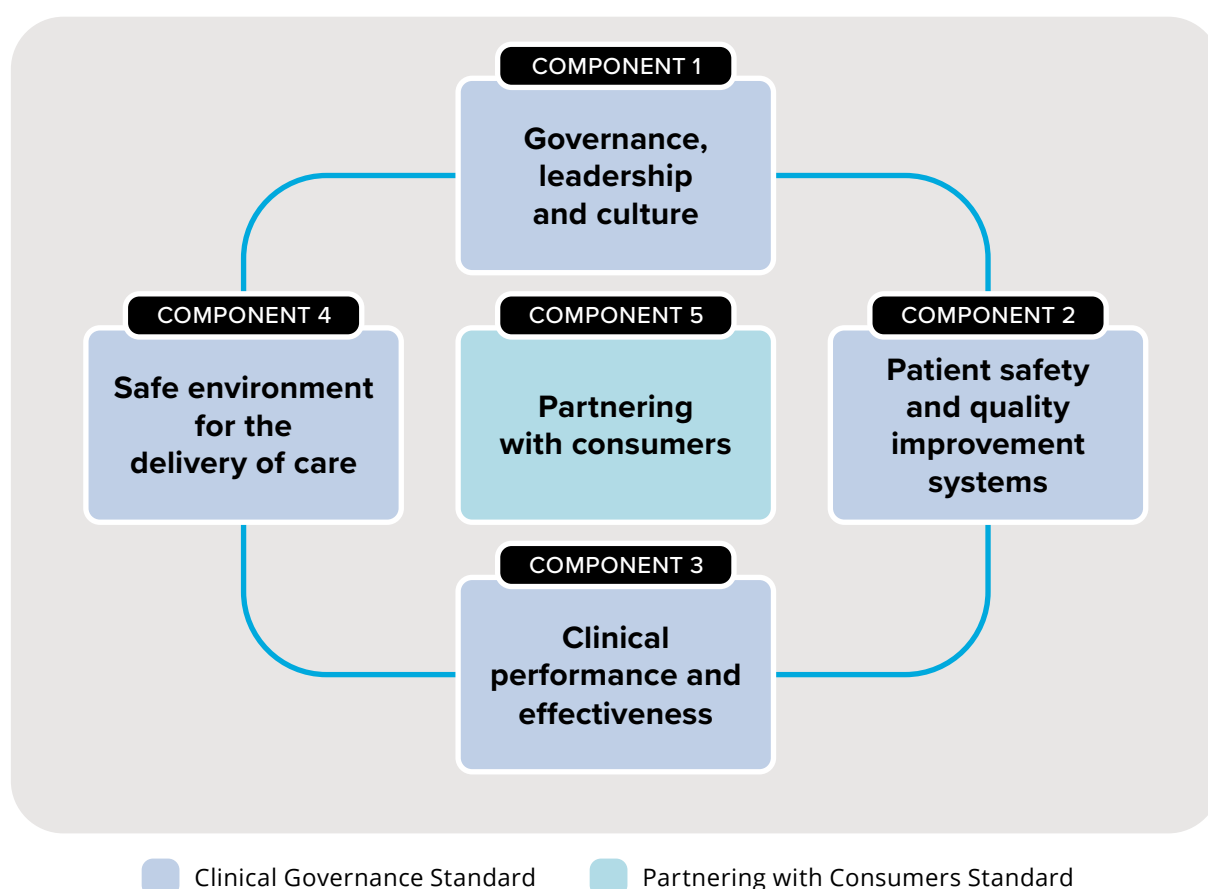 COMPONENT 1
Governance,
leadership
and culture
COMPONENT 4
Safe environment
for the
delivery of care
COMPONENT 5
Partnering
with consumers
COMPONENT 2
Patient safety
and quality
improvement
systems
COMPONENT 3
Clinical
performance and
effectiveness
Clinical Governance Standard
Partnering with Consumers Standard